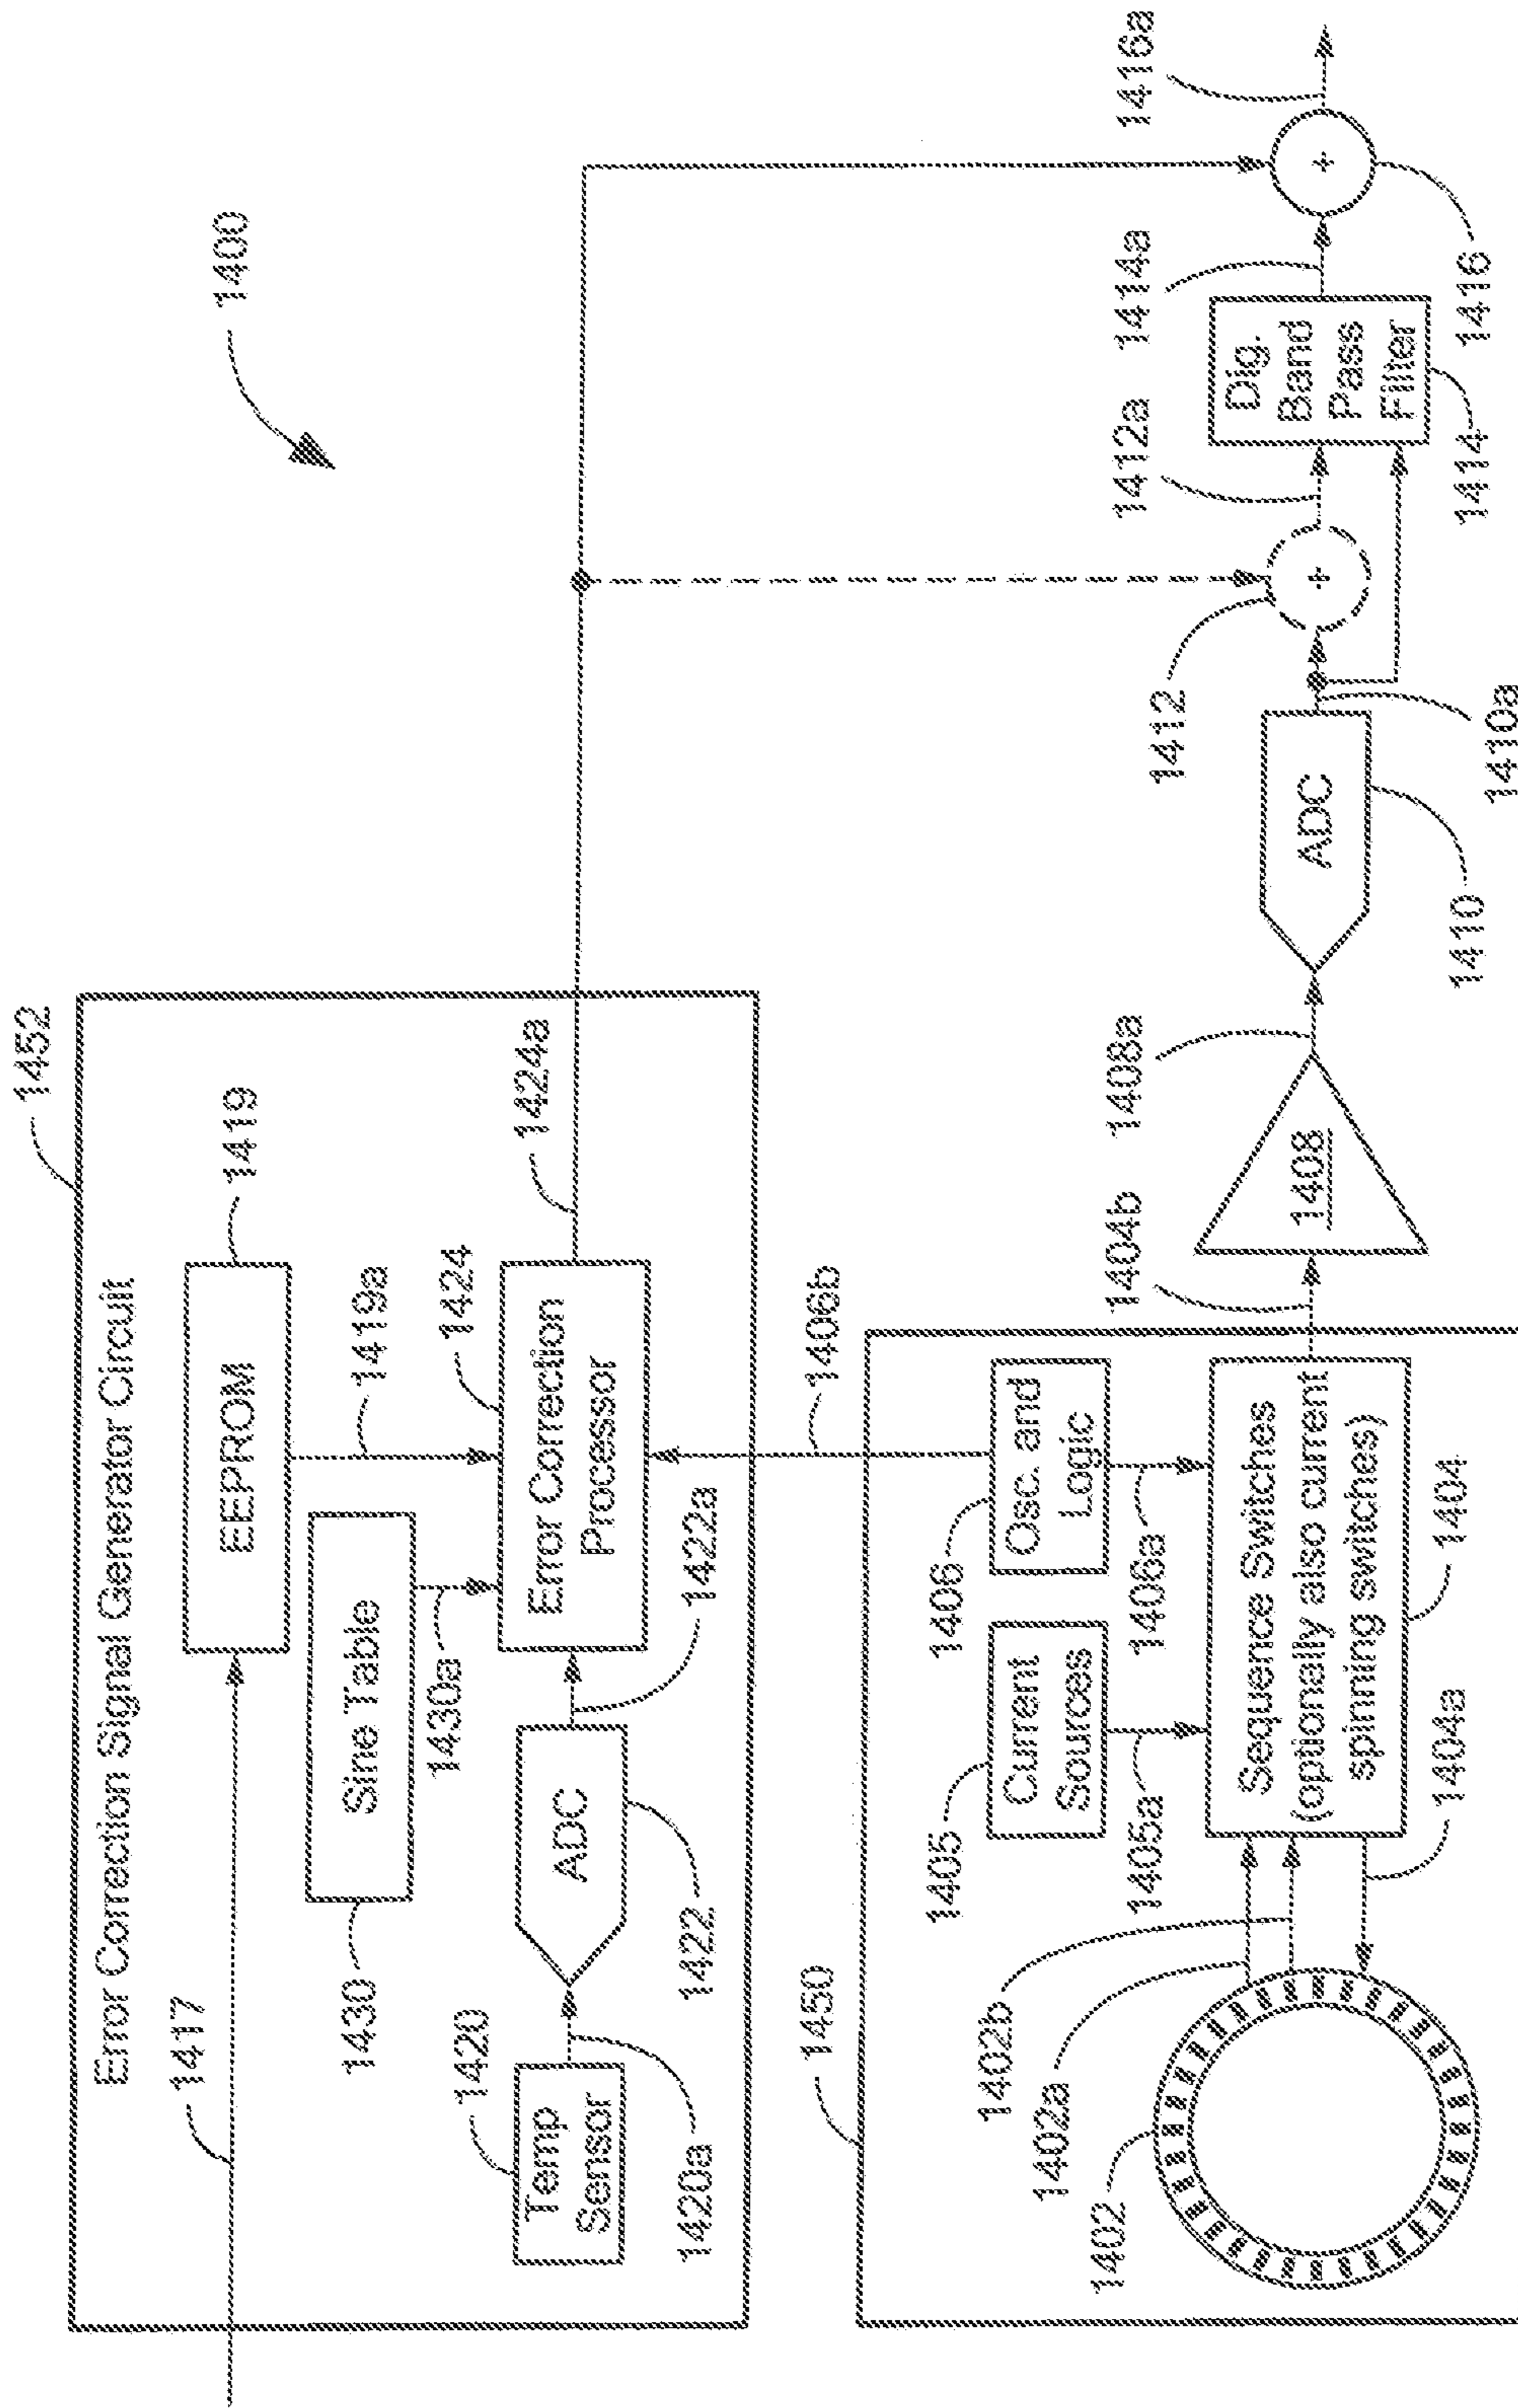 1400
1452
Error Correction Signal Generator Circuit
1417
EEPROM
1419
1419a
Sine Table
1430
1430a
1424
Error Correction
Processor
1424a
Temp
Sensor
1420
1420a
ADC
1422
1422a
1406b
1450
1402
1402a
1402b
1405
Current
Sources
1405a
1406
Osc. and
Logic
1406a
Sequence Switches
(optionally also current
spinning switches)
1404
1404a
1404b
1408
1408a
ADC
1410
1410a
1412
+
1412a
Dig.
Band
Pass
Filter
1414
1414a
+
1416
1416a